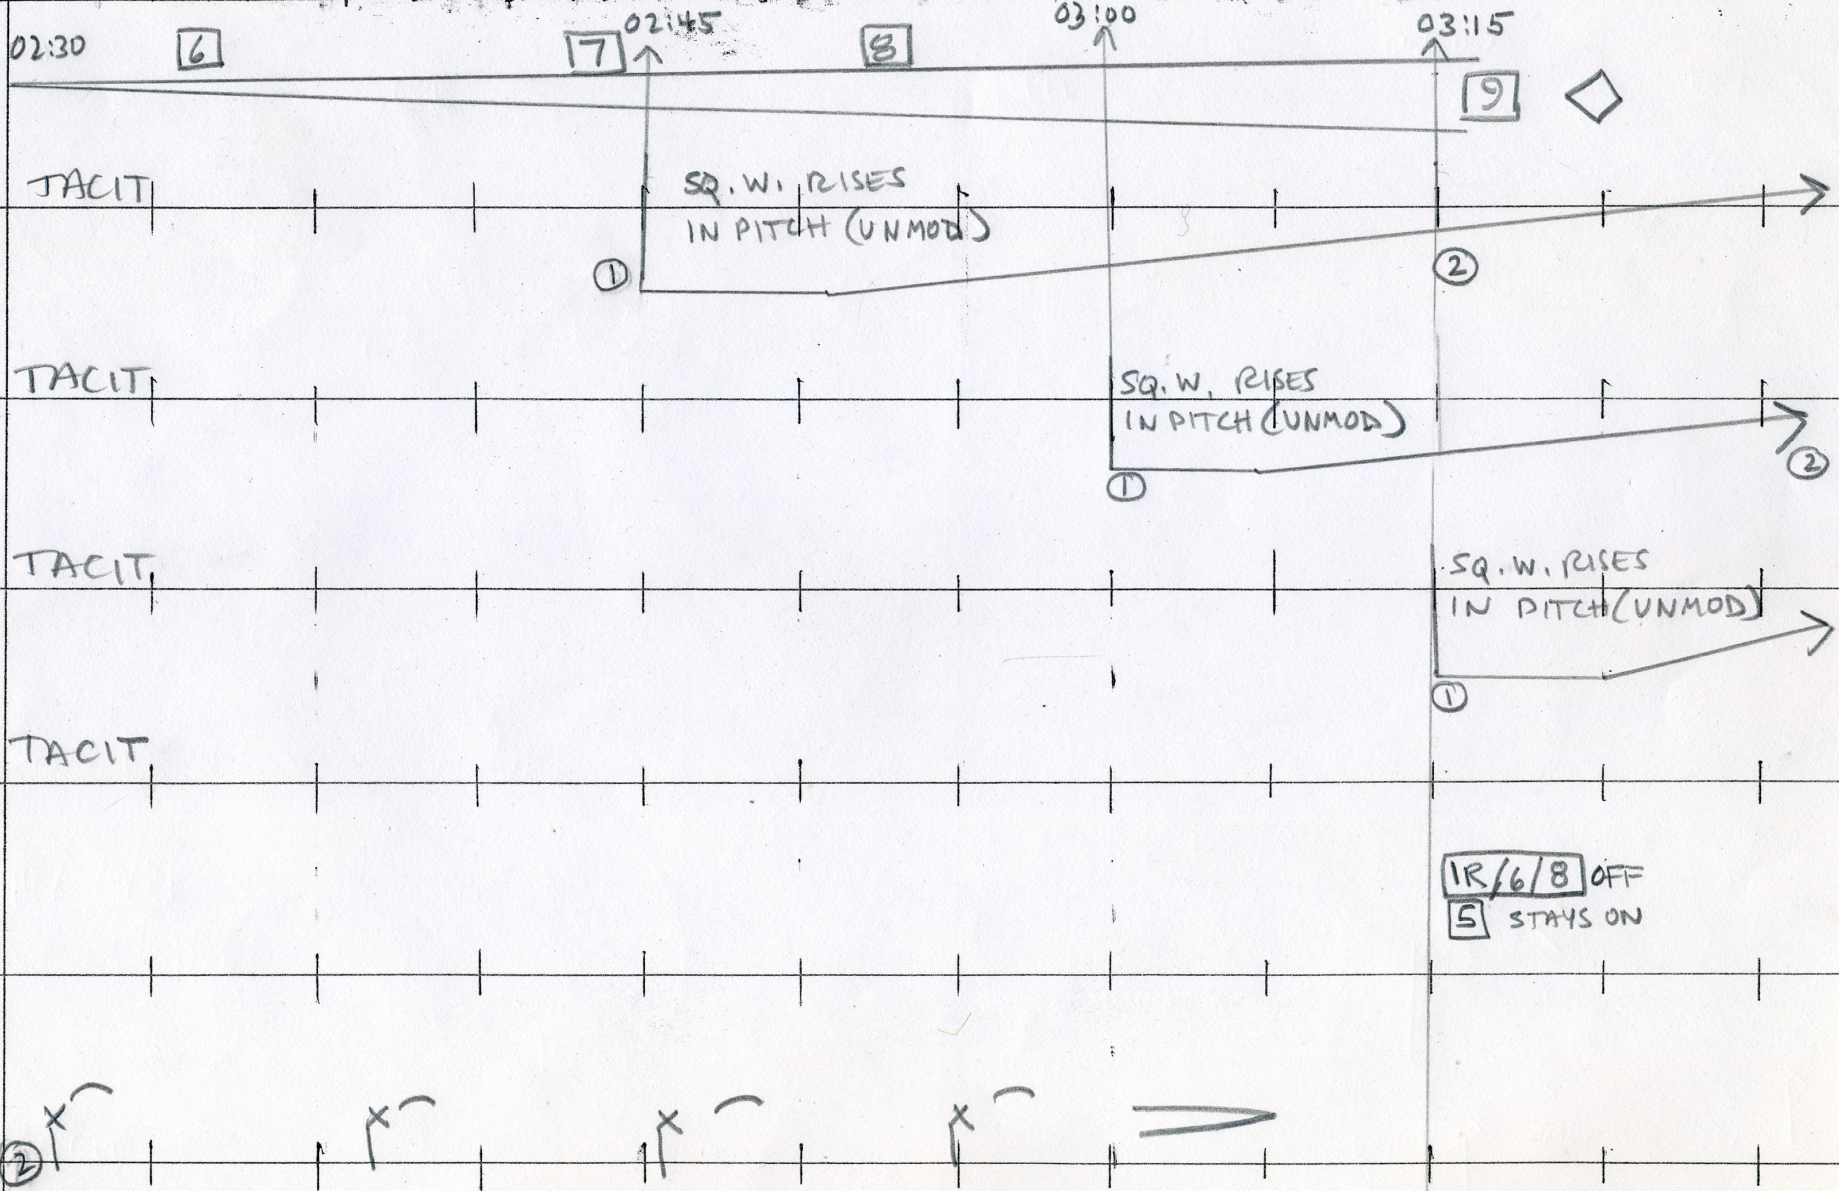 02:30 6 7 02:45 8 03:00 03:15
9
TACIT
SQ. W. RISES
IN PITCH (UNMOD)
1
2
TACIT
SQ. W. RISES
IN PITCH (UNMOD)
1
2
TACIT
SQ. W. RISES
IN PITCH (UNMOD)
1
TACIT
1R/6/8 OFF
5 STAYS ON
2